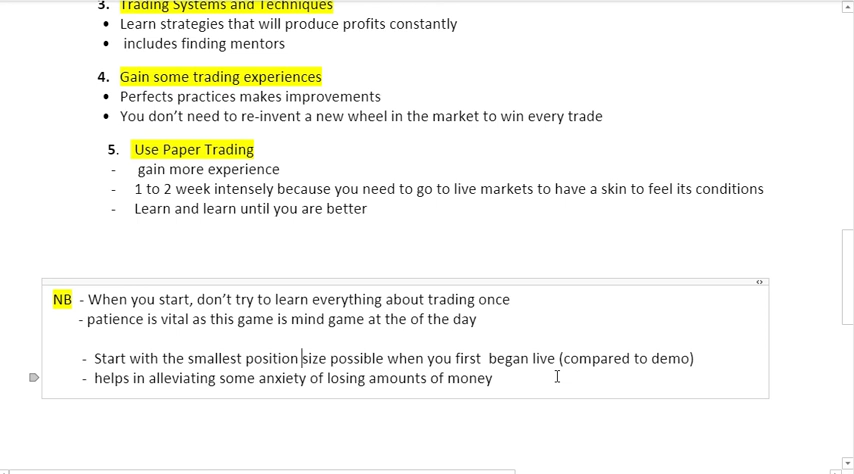 3. Trading Systems and Techniques
• Learn strategies that will produce profits constantly
• includes finding mentors
4. Gain some trading experiences
• Perfects practices makes improvements
• You don’t need to re-invent a new wheel in the market to win every trade
5. Use Paper Trading
- gain more experience
- 1 to 2 week intensely because you need to go to live markets to have a skin to feel its conditions
- Learn and learn until you are better
NB - When you start, don’t try to learn everything about trading once
- patience is vital as this game is mind game at the of the day
- Start with the smallest position size possible when you first began live (compared to demo)
- helps in alleviating some anxiety of losing amounts of money